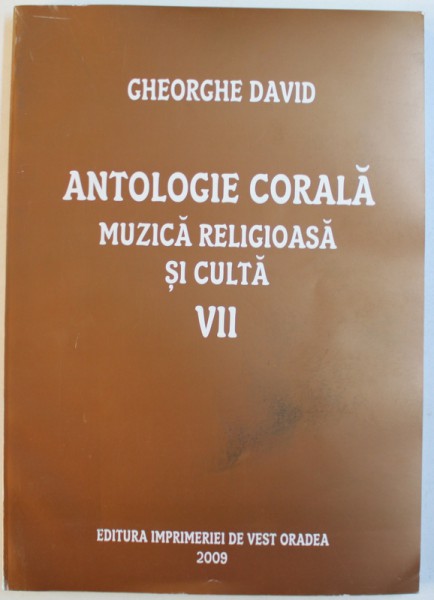 GHEORGHE DAVID
ANTOLOGIE CORALĂ
MUZICĂ RELIGIOASĂ
ȘI CULTĂ
VII
EDITURA IMPRIMERIEI DE VEST ORADEA
2009